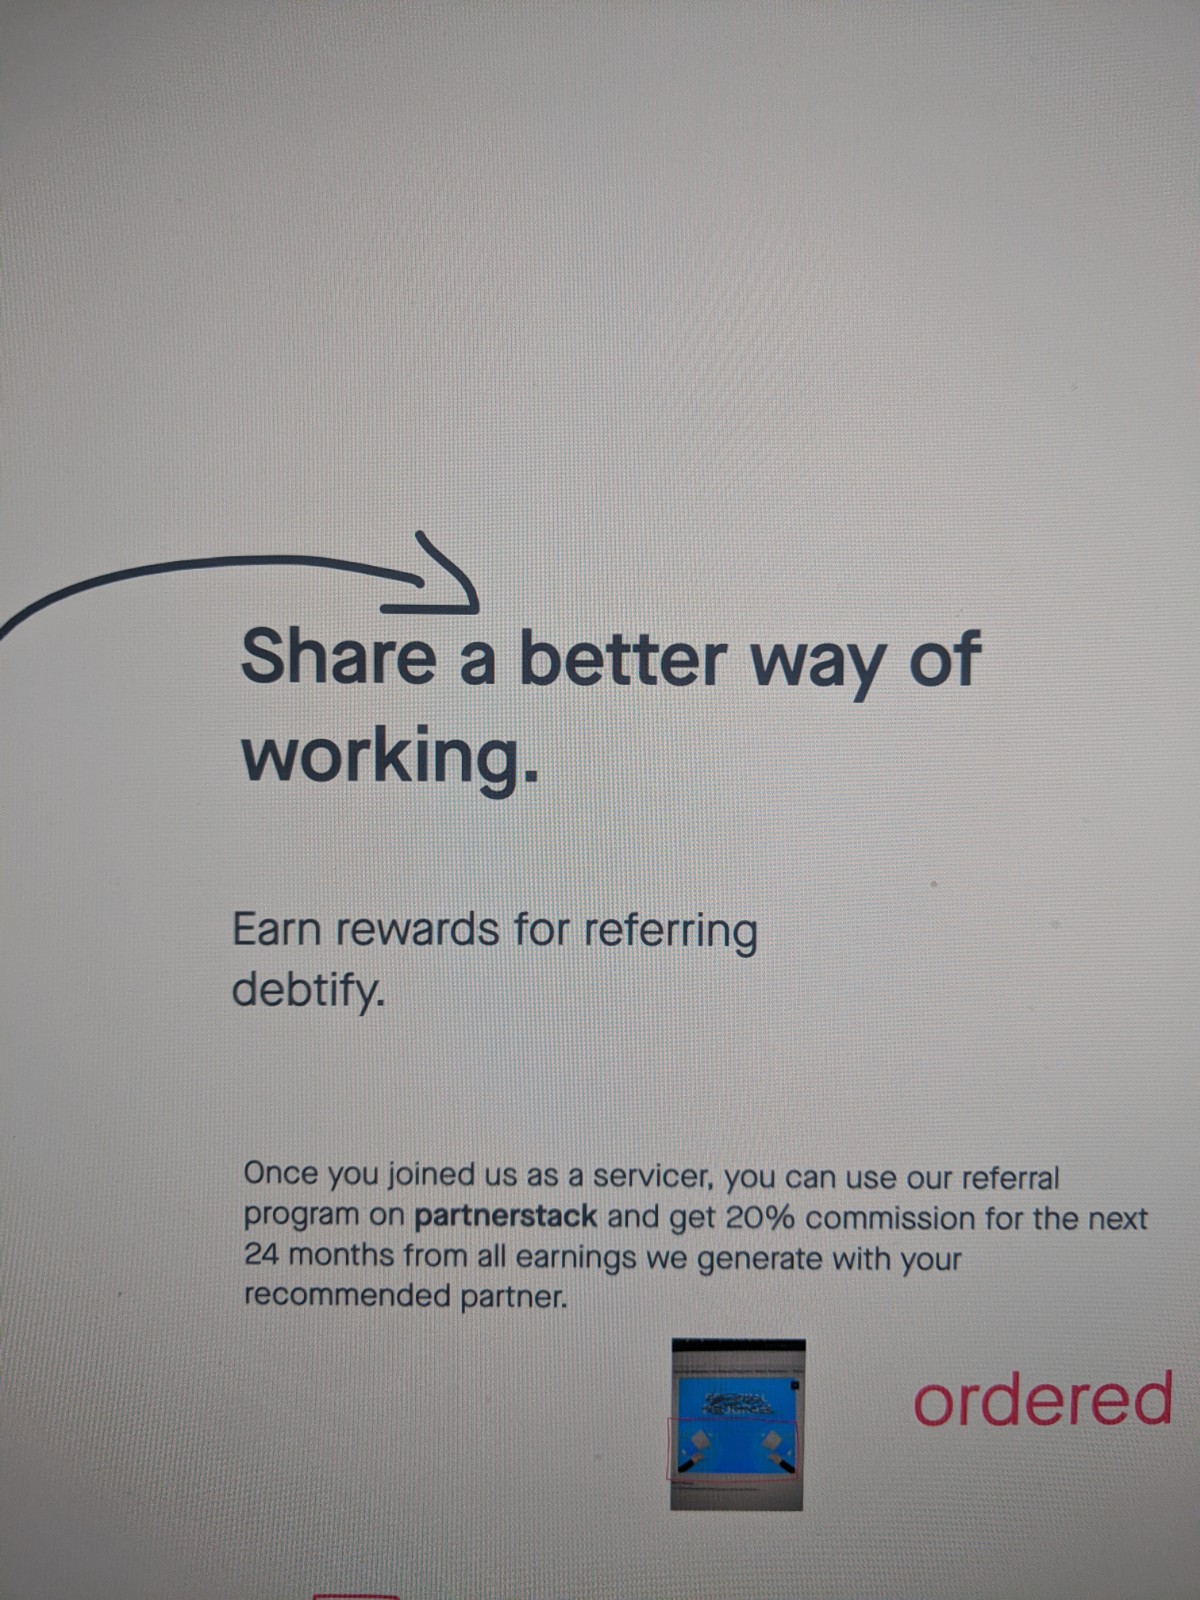 Share a better way of
working.
Earn rewards for referring
debtify.
Once you joined us as a servicer, you can use our referral
program on partnerstack and get 20% commission for the next
24 months from all earnings we generate with your
recommended partner.
ordered